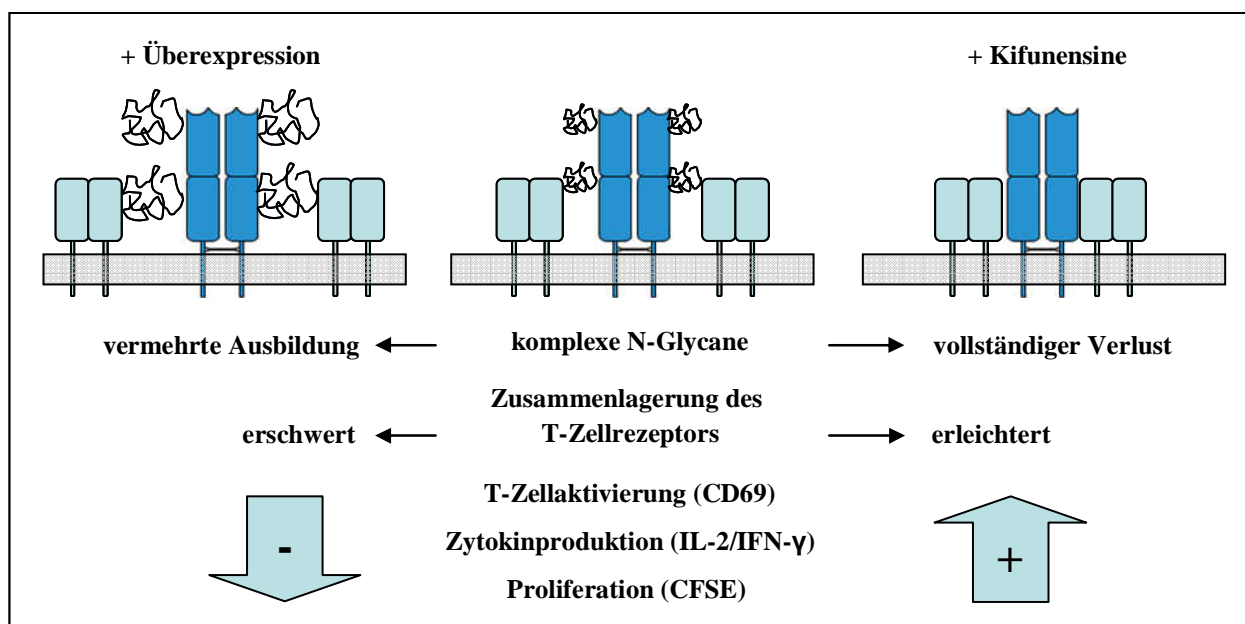 + Überexpression
+ Kifunensine
vermehrte Ausbildung
komplexe N-Glycane
vollständiger Verlust
Zusammenlagerung des
T-Zellrezeptors
erschwert
erleichtert
T-Zellaktivierung (CD69)
Zytokinproduktion (IL-2/IFN-γ)
Proliferation (CFSE)
-
+